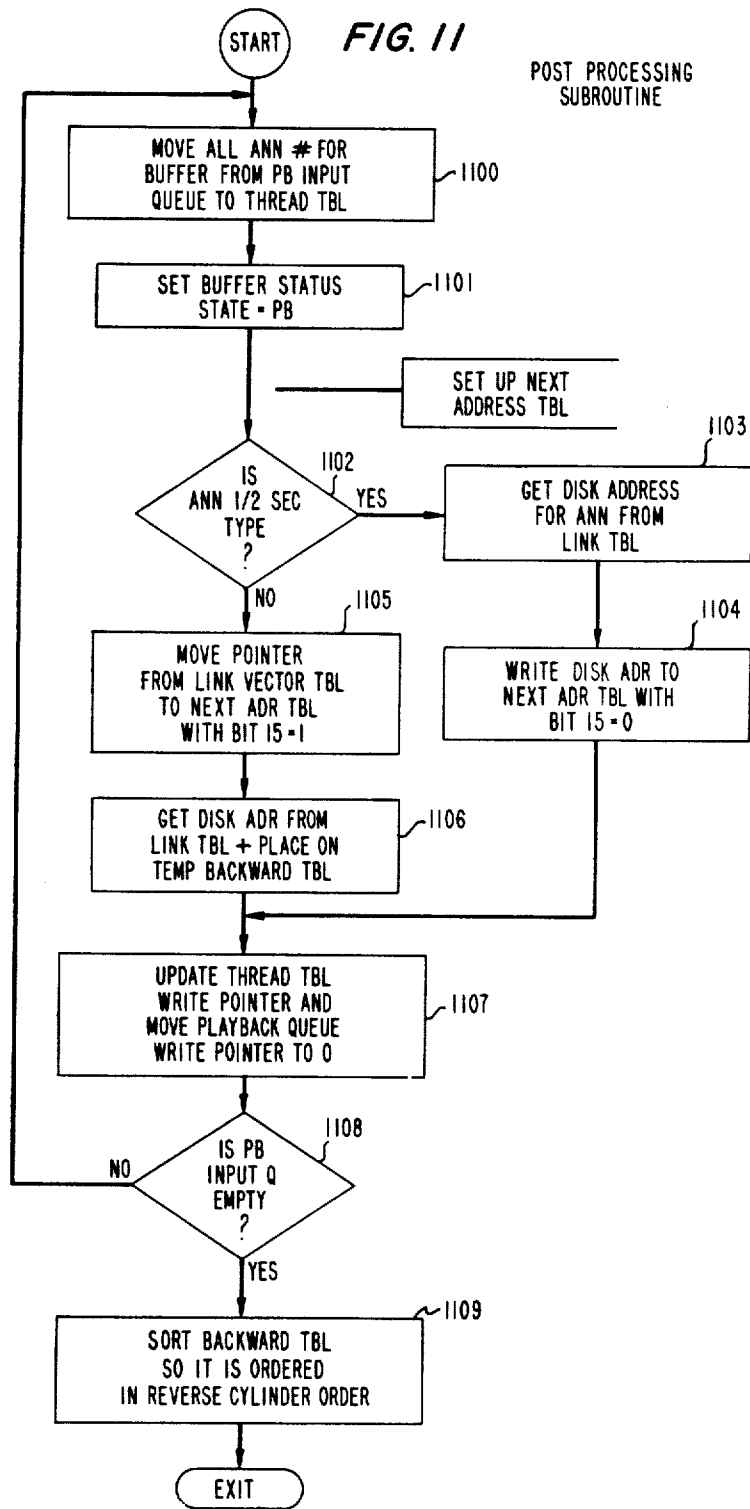 START
FIG. 11
POST PROCESSING
SUBROUTINE
MOVE ALL ANN # FOR
BUFFER FROM PB INPUT
QUEUE TO THREAD TBL
1100
SET BUFFER STATUS
STATE = PB
1101
SET UP NEXT
ADDRESS TBL
IS
ANN 1/2 SEC
TYPE
?
1102
YES
NO
GET DISK ADDRESS
FOR ANN FROM
LINK TBL
1103
WRITE DISK ADR TO
NEXT ADR TBL WITH
BIT 15=0
1104
MOVE POINTER
FROM LINK VECTOR TBL
TO NEXT ADR TBL
WITH BIT 15=1
1105
GET DISK ADR FROM
LINK TBL + PLACE ON
TEMP BACKWARD TBL
1106
UPDATE THREAD TBL
WRITE POINTER AND
MOVE PLAYBACK QUEUE
WRITE POINTER TO 0
1107
IS PB
INPUT Q
EMPTY
?
1108
NO
YES
SORT BACKWARD TBL
SO IT IS ORDERED
IN REVERSE CYLINDER ORDER
1109
EXIT